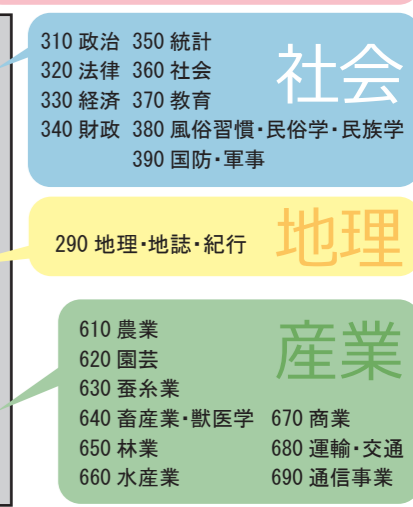 社会
310 政治 350 統計
320 法律 360 社会
330 経済 370 教育
340 財政 380 風俗習慣・民俗学・民族学
390 国防・軍事
地理
290 地理・地誌・紀行
産業
610 農業
620 園芸
630 蚕糸業
640 畜産業・獣医学 670 商業
650 林業 680 運輸・交通
660 水産業 690 通信事業